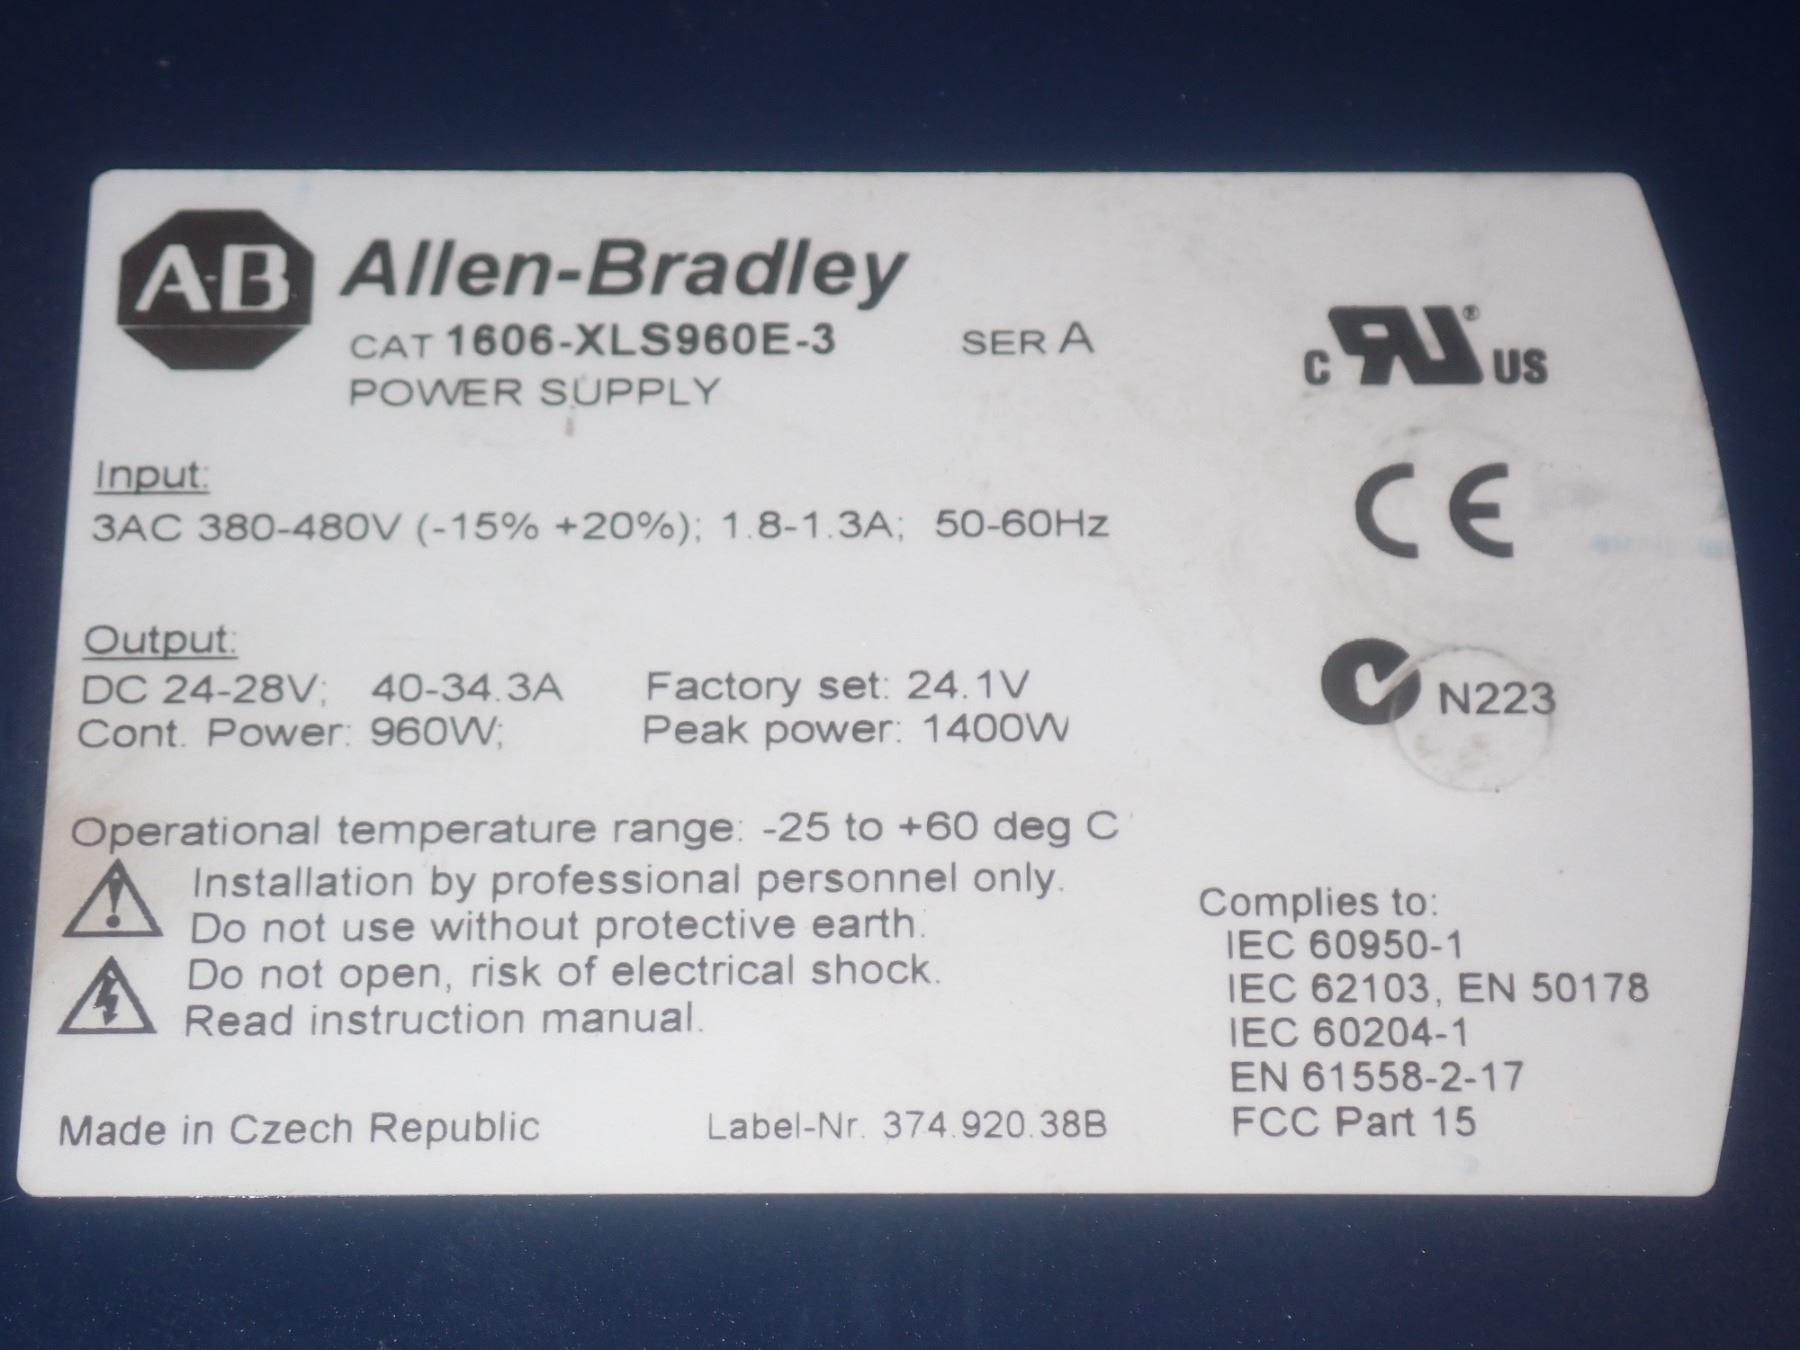 A-B Allen-Bradley
CAT 1606-XLS960E-3 SER A
POWER SUPPLY
C RU® US
Input:
3AC 380-480V (-15% +20%); 1.8-1.3A; 50-60Hz
CE
Output:
DC 24-28V; 40-34.3A Factory set: 24.1V
Cont. Power: 960W; Peak power: 1400W
N223
Operational temperature range: -25 to +60 deg C
Installation by professional personnel only.
Do not use without protective earth.
Do not open, risk of electrical shock.
Read instruction manual.
Complies to:
IEC 60950-1
IEC 62103, EN 50178
IEC 60204-1
EN 61558-2-17
FCC Part 15
Made in Czech Republic Label-Nr. 374.920.38B